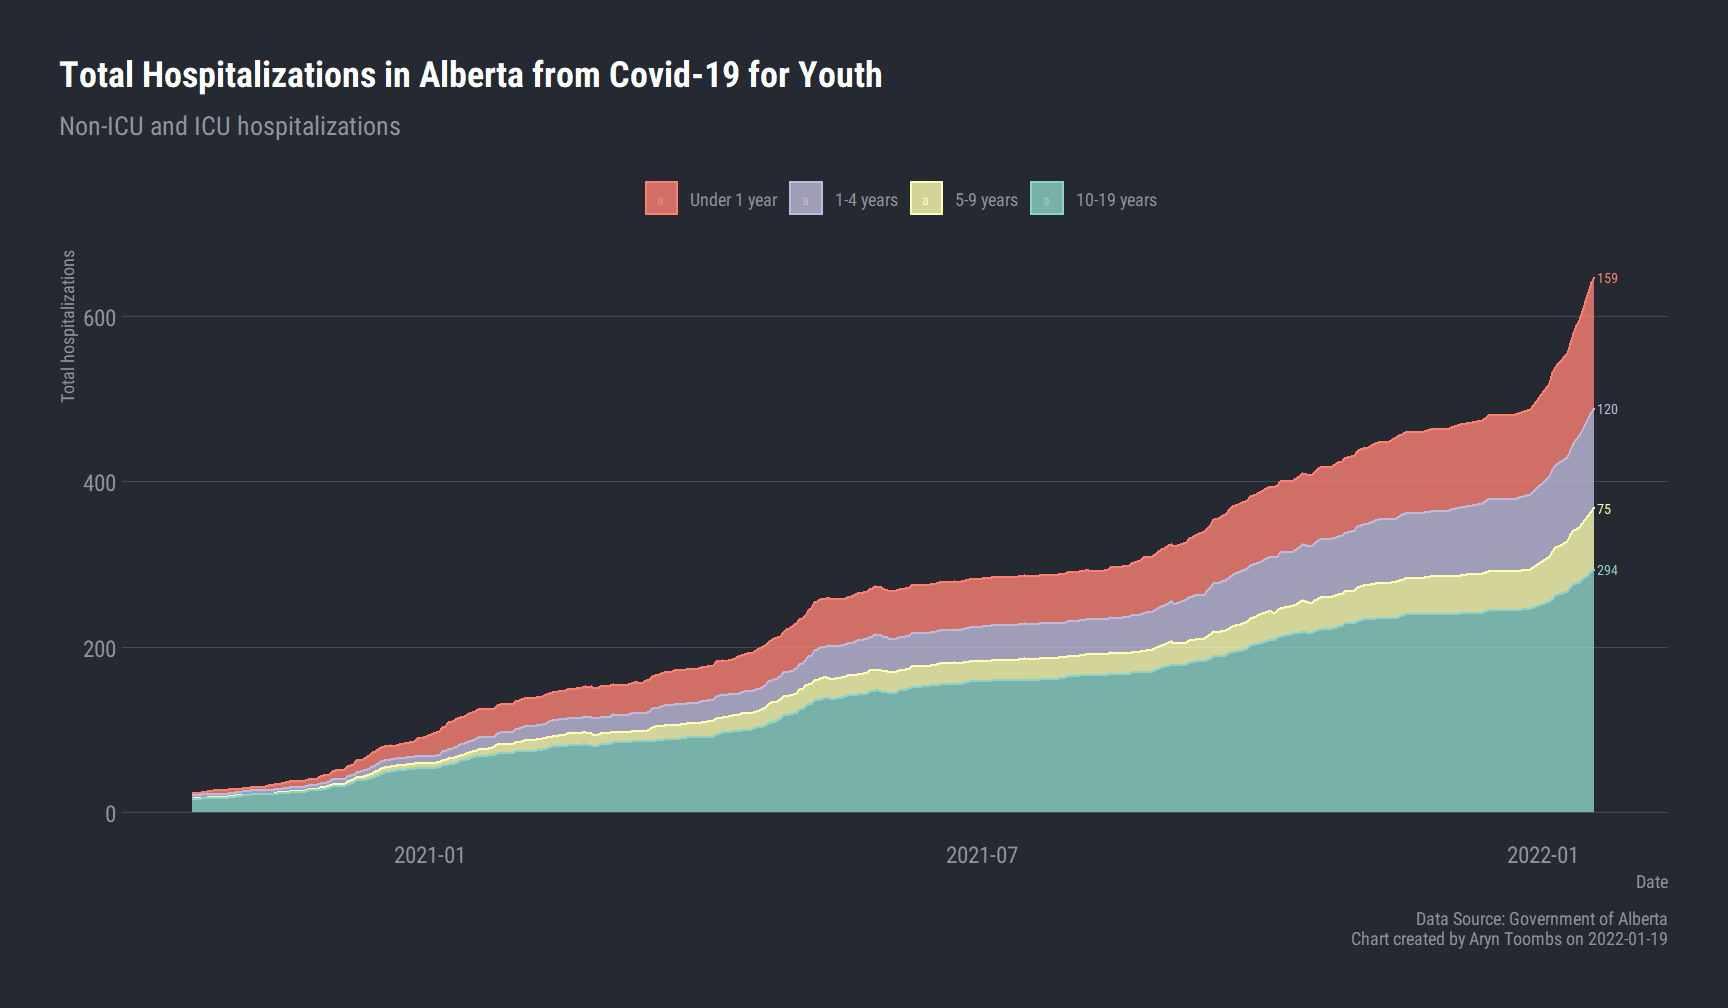 Total Hospitalizations in Alberta from Covid-19 for Youth
Non-ICU and ICU hospitalizations
a Under 1 year a 1-4 years a 5-9 years a 10-19 years
Total hospitalizations
600
400
200
0
159
120
75
294
2021-01 2021-07 2022-01
Date
Data Source: Government of Alberta
Chart created by Aryn Toombs on 2022-01-19